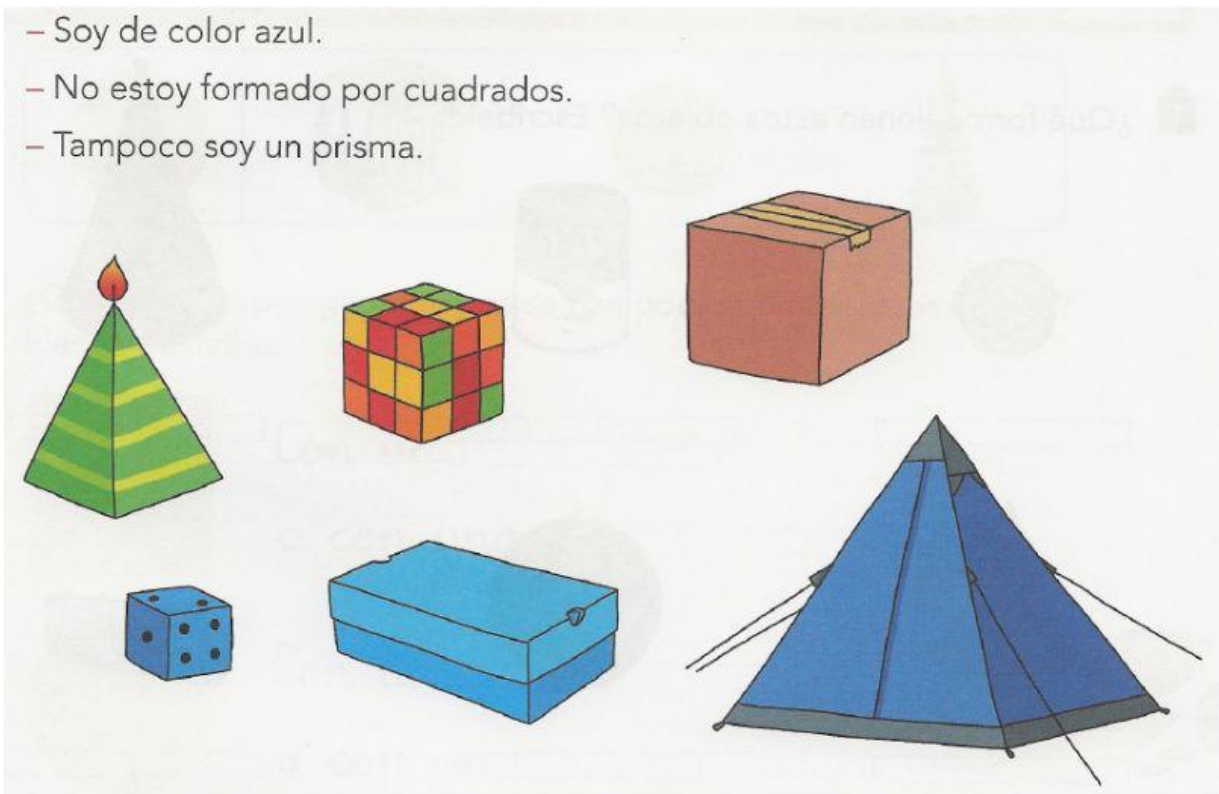 – Soy de color azul.
– No estoy formado por cuadrados.
– Tampoco soy un prisma.